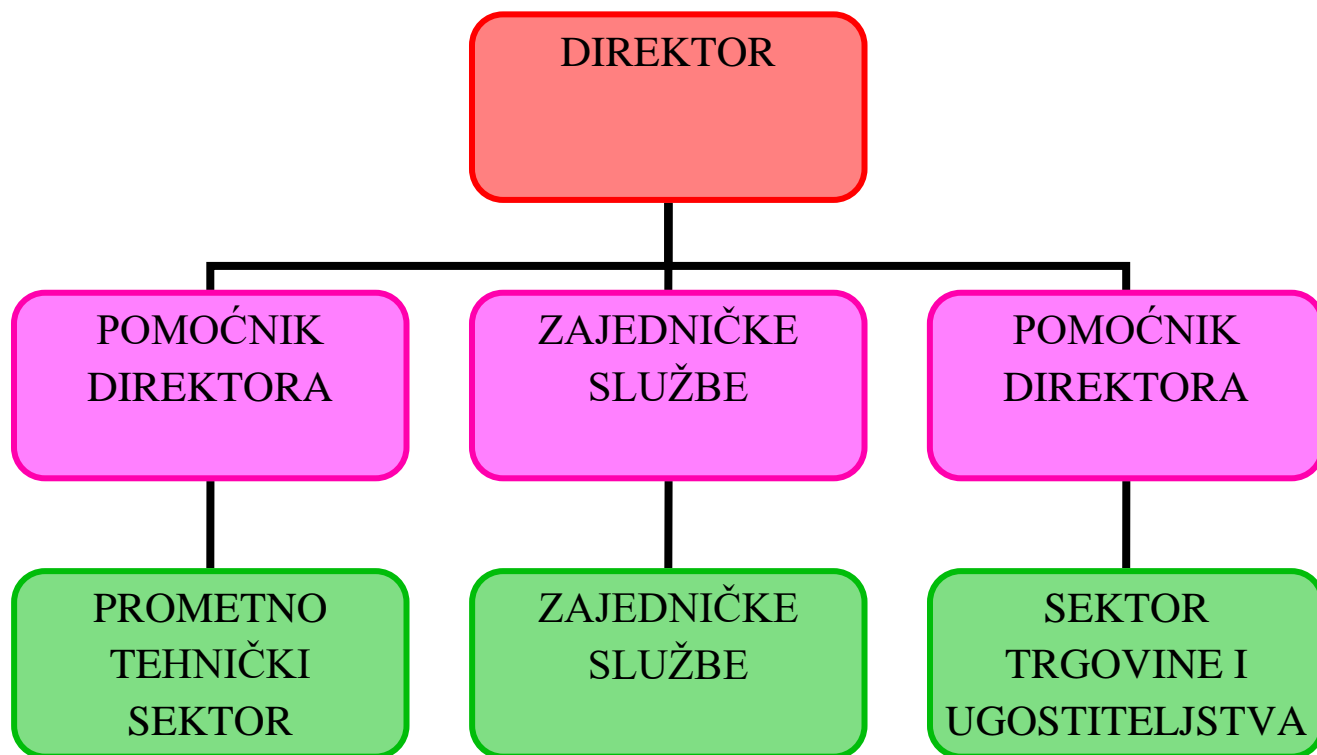 DIREKTOR
POMOĆNIK
DIREKTORA
ZAJEDNIČKE
SLUŽBE
POMOĆNIK
DIREKTORA
PROMETNO
TEHNIČKI
SEKTOR
ZAJEDNIČKE
SLUŽBE
SEKTOR
TRGOVINE I
UGOSTITELJSTVA